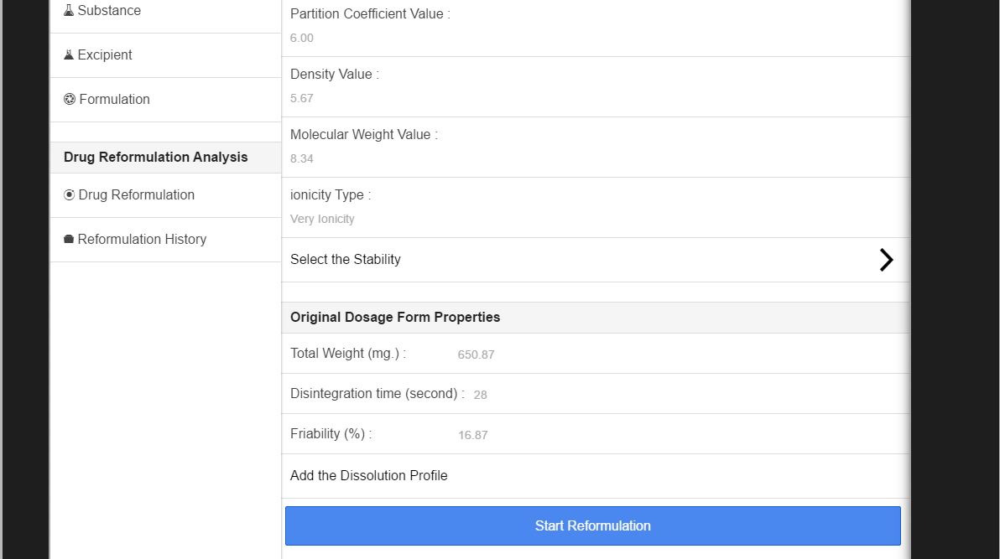 Substance
Excipient
Formulation
Drug Reformulation Analysis
Drug Reformulation
Reformulation History
Partition Coefficient Value :
6.00
Density Value :
5.67
Molecular Weight Value :
8.34
ionicity Type :
Very Ionicity
Select the Stability
Original Dosage Form Properties
Total Weight (mg.) : 650.87
Disintegration time (second) : 28
Friability (%) : 16.87
Add the Dissolution Profile
Start Reformulation